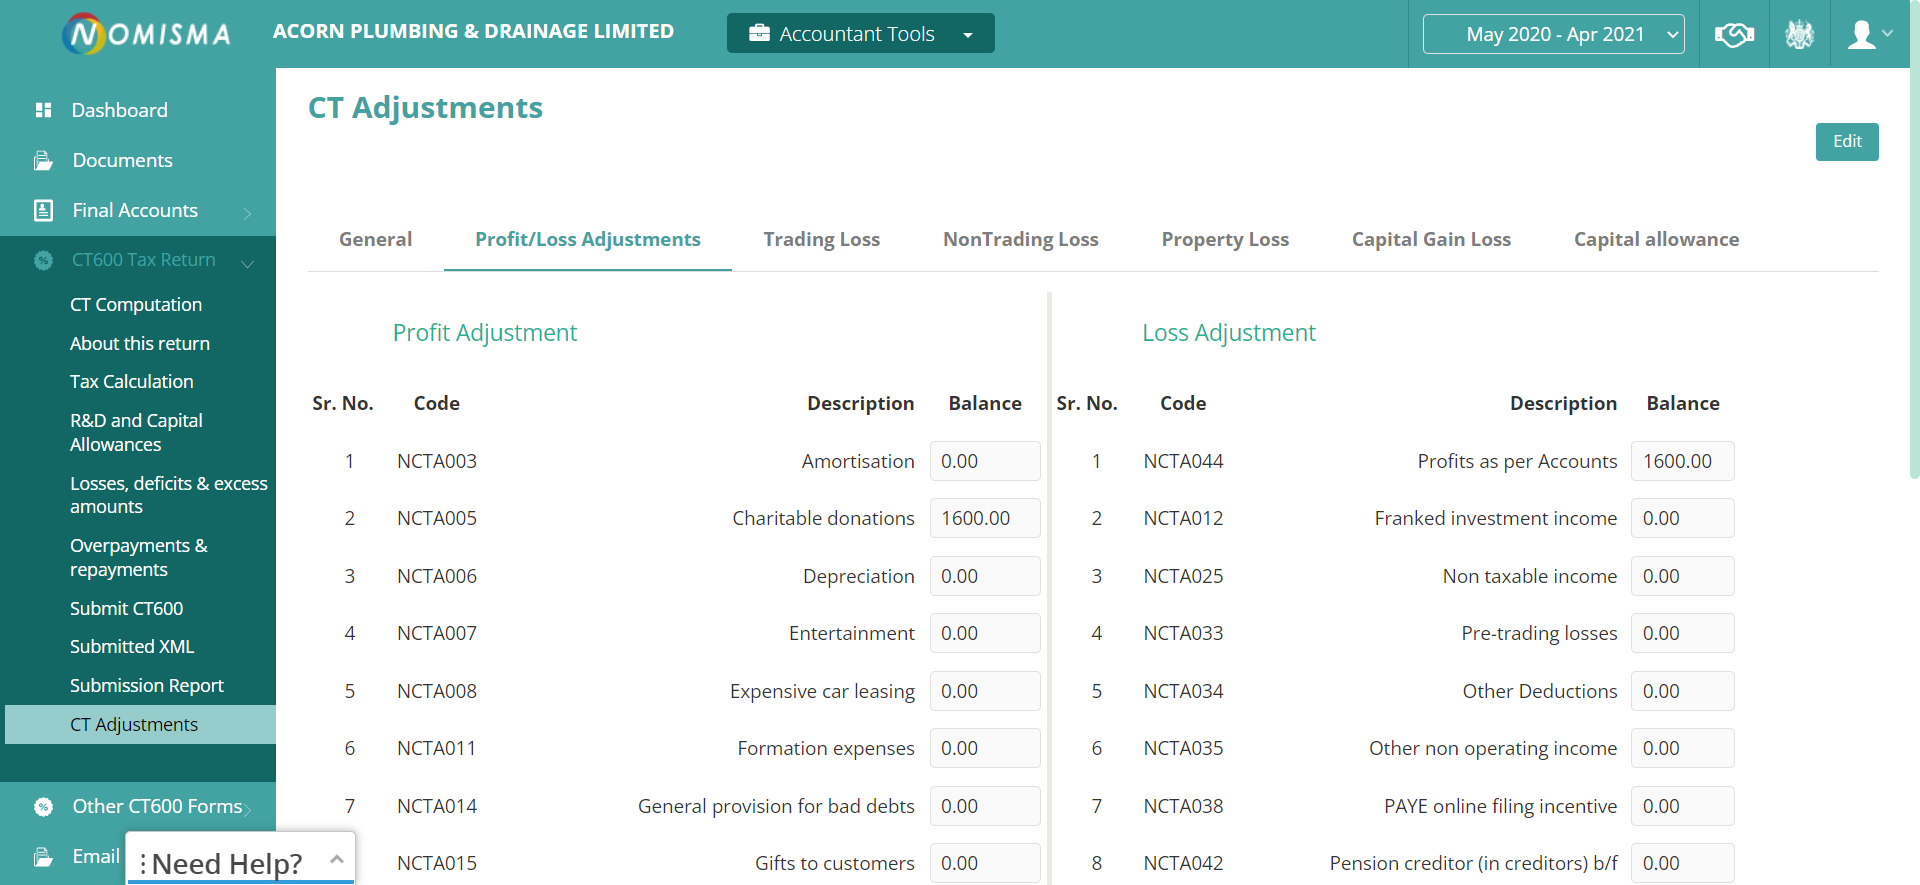 NOMISMA
ACORN PLUMBING & DRAINAGE LIMITED
Accountant Tools
May 2020 - Apr 2021
Dashboard
Documents
Final Accounts
CT600 Tax Return
CT Computation
About this return
Tax Calculation
R&D and Capital
Allowances
Losses, deficits & excess
amounts
Overpayments &
repayments
Submit CT600
Submitted XML
Submission Report
CT Adjustments
Other CT600 Forms
Email
Need Help?
CT Adjustments
Edit
General Profit/Loss Adjustments Trading Loss NonTrading Loss Property Loss Capital Gain Loss Capital allowance
Profit Adjustment
Sr. No. Code Description Balance
1 NCTA003 Amortisation 0.00
2 NCTA005 Charitable donations 1600.00
3 NCTA006 Depreciation 0.00
4 NCTA007 Entertainment 0.00
5 NCTA008 Expensive car leasing 0.00
6 NCTA011 Formation expenses 0.00
7 NCTA014 General provision for bad debts 0.00
NCTA015 Gifts to customers 0.00
Loss Adjustment
Sr. No. Code Description Balance
1 NCTA044 Profits as per Accounts 1600.00
2 NCTA012 Franked investment income 0.00
3 NCTA025 Non taxable income 0.00
4 NCTA033 Pre-trading losses 0.00
5 NCTA034 Other Deductions 0.00
6 NCTA035 Other non operating income 0.00
7 NCTA038 PAYE online filing incentive 0.00
8 NCTA042 Pension creditor (in creditors) b/f 0.00